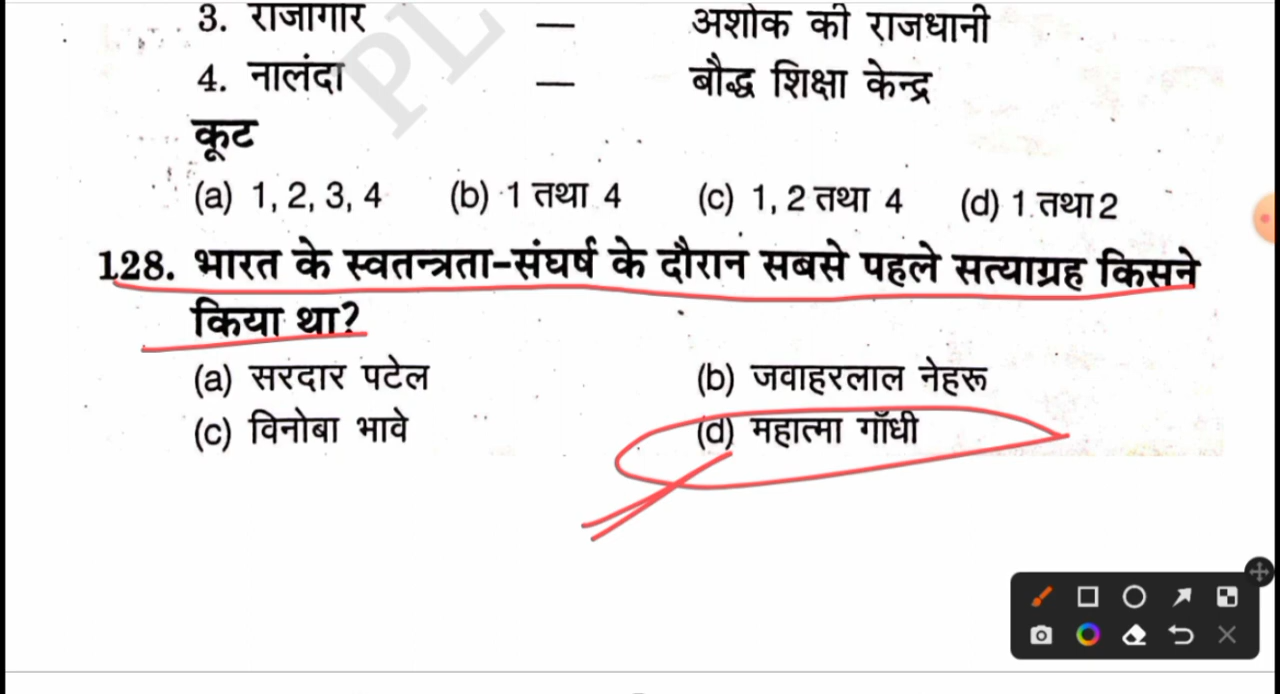 3. राजागार — अशोक की राजधानी
4. नालंदा — बौद्ध शिक्षा केन्द्र
कूट
(a) 1, 2, 3, 4 (b) 1 तथा 4 (c) 1, 2 तथा 4 (d) 1 तथा 2
128. भारत के स्वतन्त्रता-संघर्ष के दौरान सबसे पहले सत्याग्रह किसने
किया था?
(a) सरदार पटेल (b) जवाहरलाल नेहरू
(c) विनोबा भावे (d) महात्मा गाँधी
PL